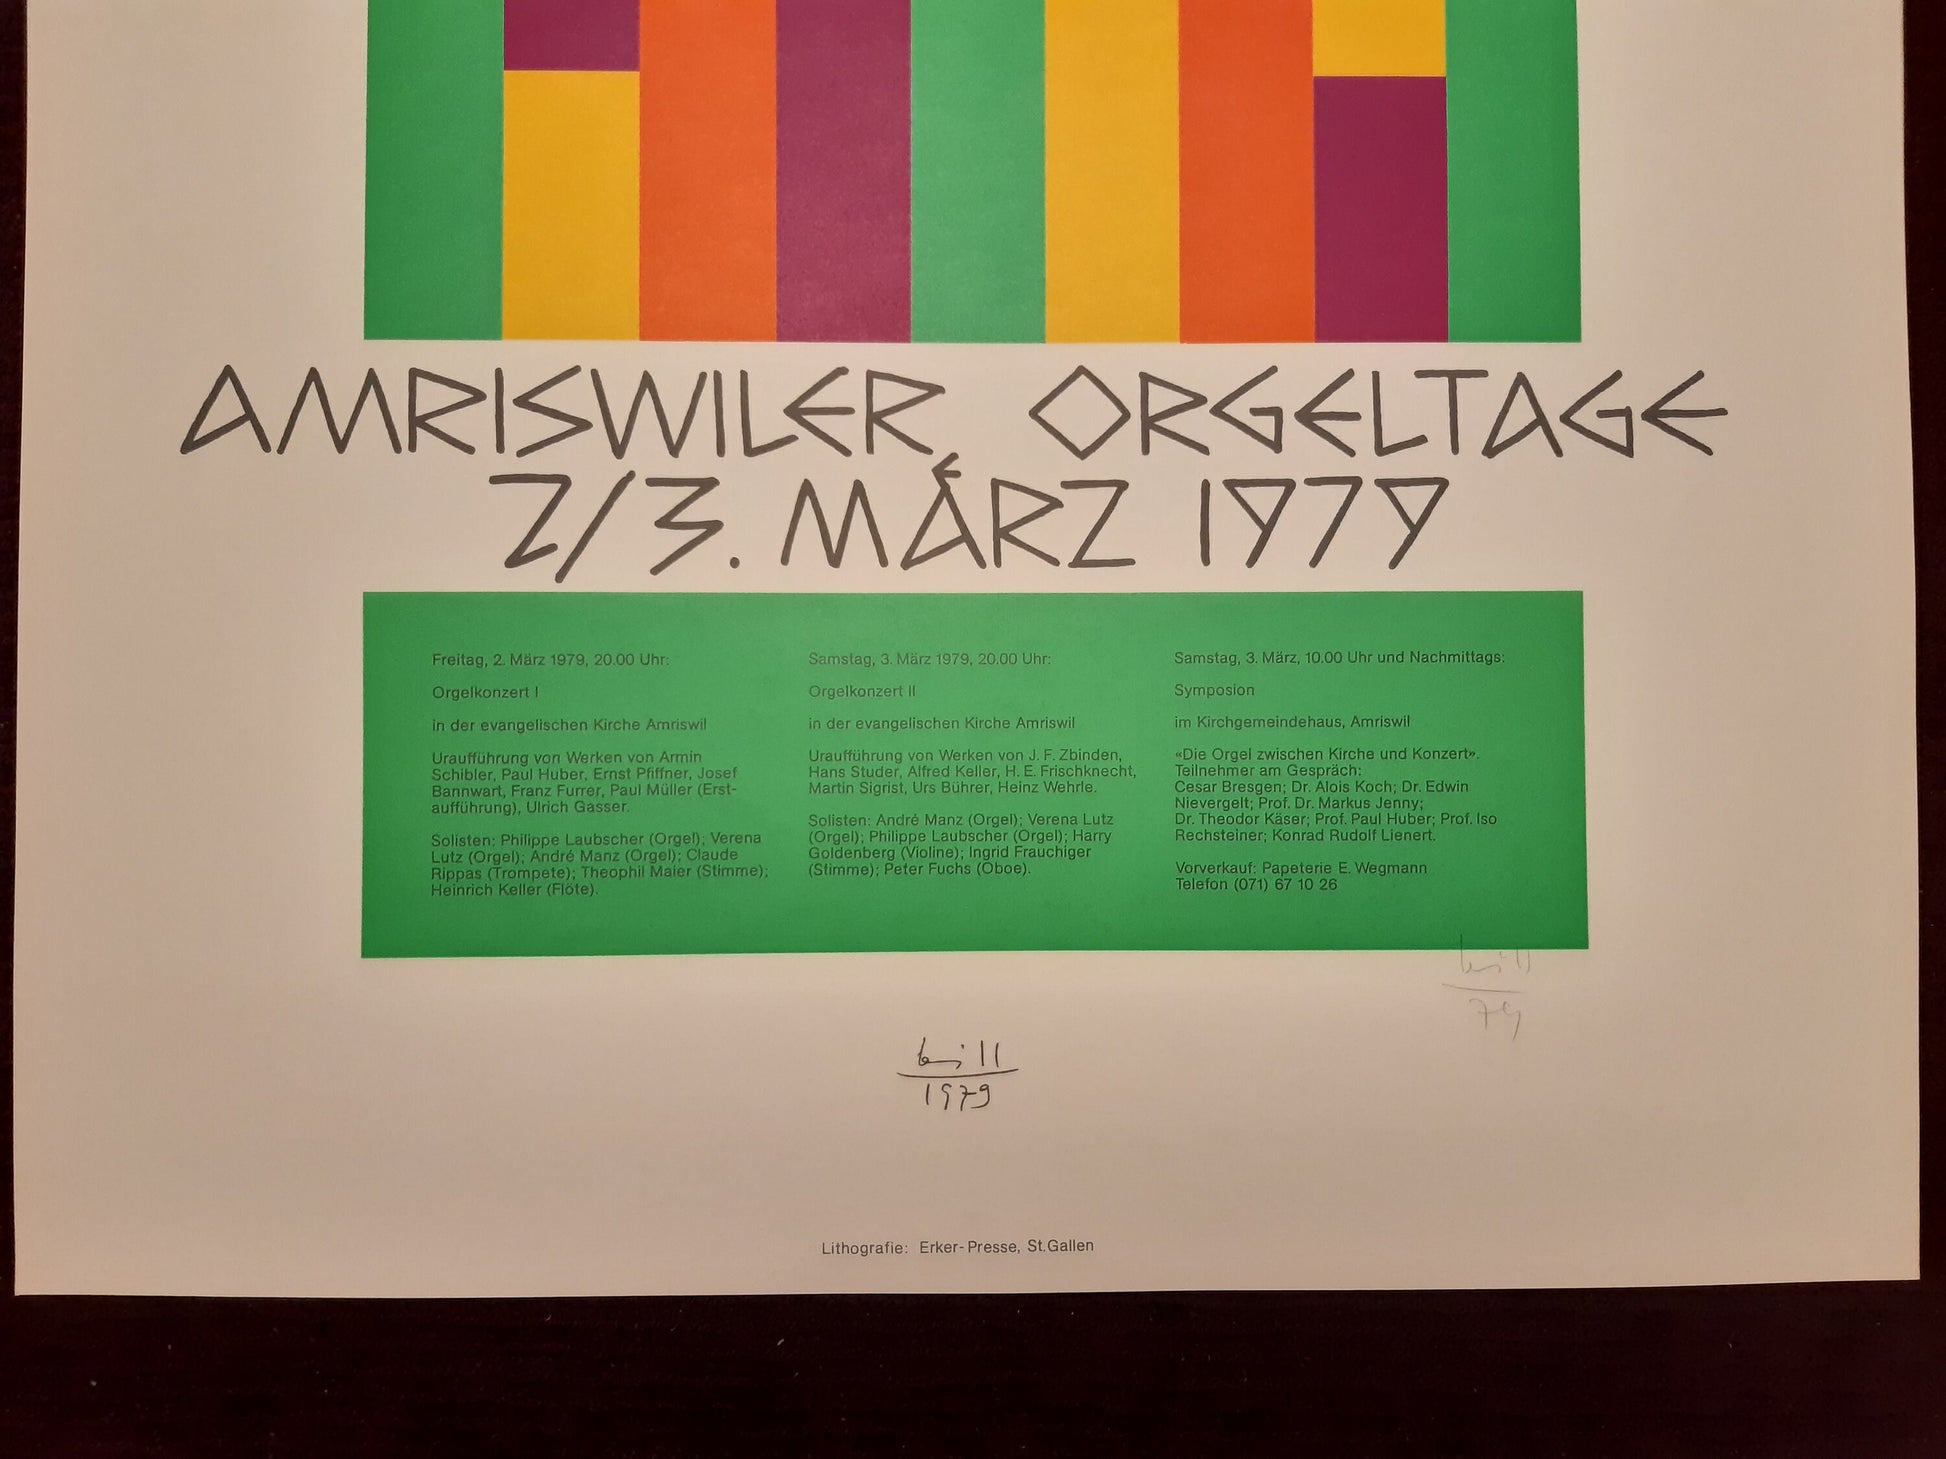 AMRISWILER ORGELTAGE
2/3. MÄRZ 1979
Freitag, 2. März 1979, 20.00 Uhr:
Orgelkonzert I
in der evangelischen Kirche Amriswil
Uraufführung von Werken von Armin
Schibler, Paul Huber, Ernst Pfiffner, Josef
Bannwart, Franz Furrer, Paul Müller (Erst-
aufführung), Ulrich Gasser.
Solisten: Philippe Laubscher (Orgel); Verena
Lutz (Orgel); André Manz (Orgel); Claude
Rippas (Trompete); Theophil Maier (Stimme);
Heinrich Keller (Flöte).
Samstag, 3. März 1979, 20.00 Uhr:
Orgelkonzert II
in der evangelischen Kirche Amriswil
Uraufführung von Werken von J. F. Zbinden,
Hans Studer, Alfred Keller, H. E. Frischknecht,
Martin Sigrist, Urs Bührer, Heinz Wehrle.
Solisten: André Manz (Orgel); Verena Lutz
(Orgel); Philippe Laubscher (Orgel); Harry
Goldenberg (Violine); Ingrid Frauchiger
(Stimme); Peter Fuchs (Oboe).
Samstag, 3. März, 10.00 Uhr und Nachmittags:
Symposion
im Kirchgemeindehaus, Amriswil
«Die Orgel zwischen Kirche und Konzert».
Teilnehmer am Gespräch:
Cesar Bresgen; Dr. Alois Koch; Dr. Edwin
Nievergelt; Prof. Dr. Markus Jenny;
Dr. Theodor Käser; Prof. Paul Huber; Prof. Iso
Rechsteiner; Konrad Rudolf Lienert.
Vorverkauf: Papeterie E. Wegmann
Telefon (071) 67 10 26
bill
79
bill
1979
Lithografie: Erker-Presse, St.Gallen